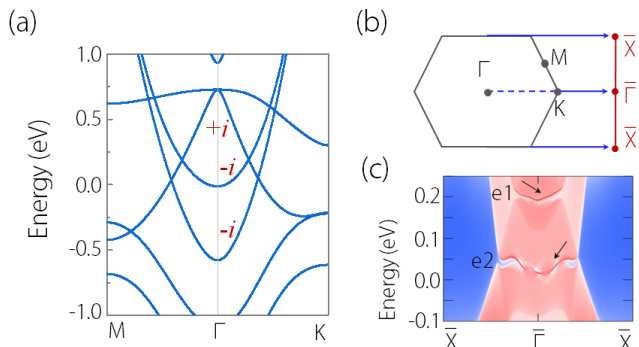 (a)
Energy (eV)
1.0
0.5
0.0
-0.5
-1.0
+i
-i
-i
M
Γ
K
(b)
Γ
M
K
X̅
Γ̅
X̅
(c)
Energy (eV)
0.2
0.1
0.0
-0.1
e1
e2
X̅
Γ̅
X̅